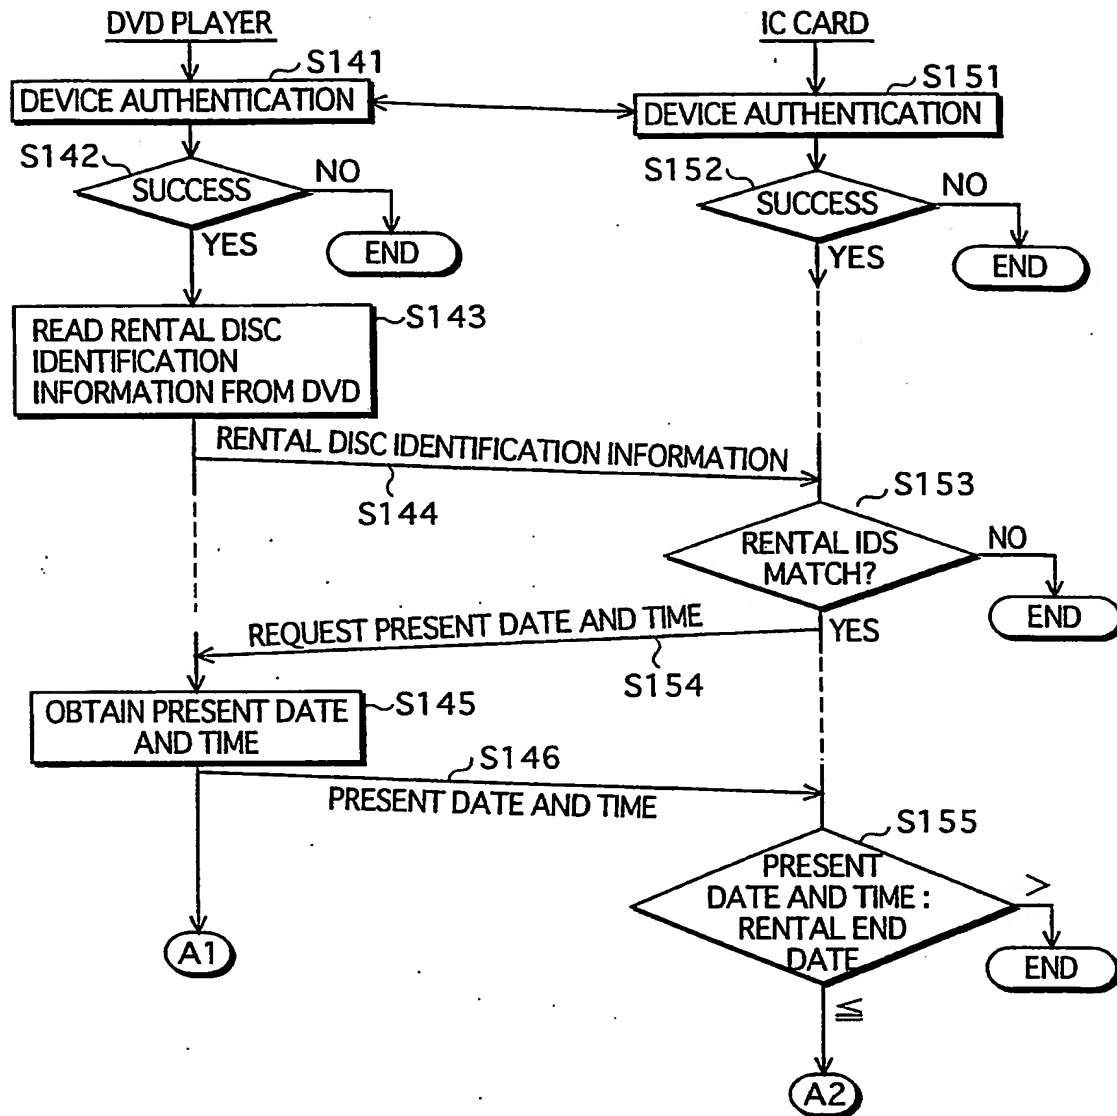 DVD PLAYER
IC CARD
S141
DEVICE AUTHENTICATION
S151
DEVICE AUTHENTICATION
S142
SUCCESS
NO
YES
END
S152
SUCCESS
NO
YES
END
S143
READ RENTAL DISC
IDENTIFICATION
INFORMATION FROM DVD
RENTAL DISC IDENTIFICATION INFORMATION
S144
S153
RENTAL IDS
MATCH?
NO
END
YES
REQUEST PRESENT DATE AND TIME
S154
OBTAIN PRESENT DATE
AND TIME
S145
S146
PRESENT DATE AND TIME
S155
PRESENT
DATE AND TIME :
RENTAL END
DATE
>
END
≦
A1
A2